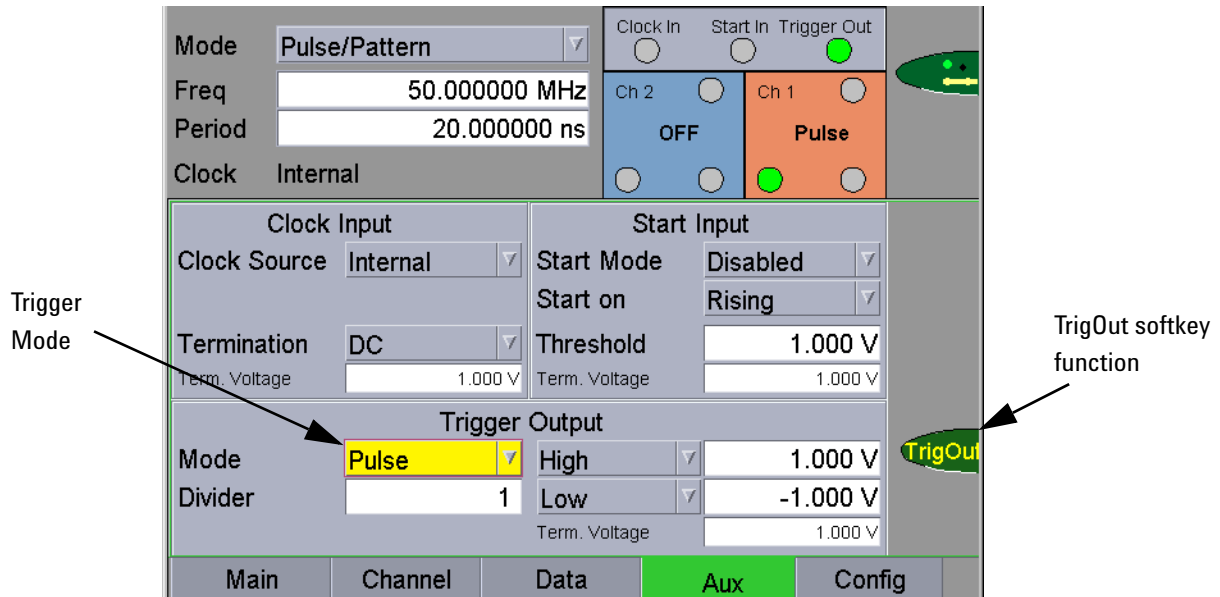 Clock In Start In Trigger Out
Mode Pulse/Pattern
Freq 50.000000 MHz
Ch 2 Ch 1
Period 20.000000 ns
OFF Pulse
Clock Internal
Clock Input Start Input
Clock Source Internal Start Mode Disabled
Start on Rising
Trigger
Mode
TrigOut softkey
function
Termination DC Threshold 1.000 V
Term. Voltage 1.000 V Term. Voltage 1.000 V
Trigger Output
Mode Pulse High 1.000 V
TrigOut
Divider 1 Low -1.000 V
Term. Voltage 1.000 V
Main Channel Data Aux Config